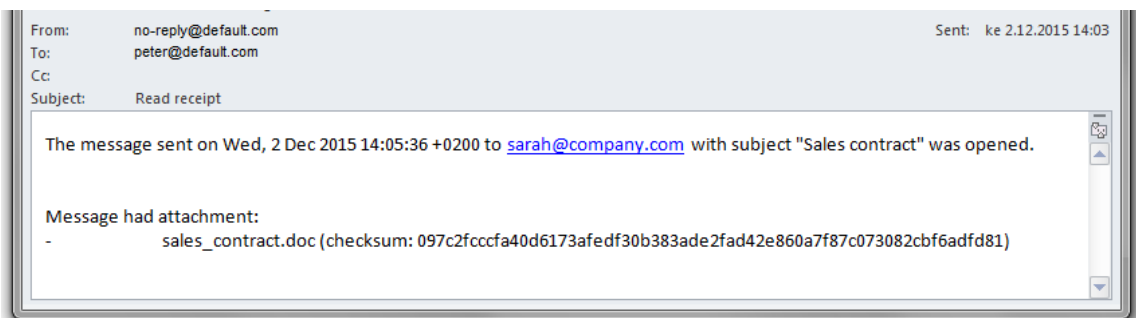 From: no-reply@default.com Sent: ke 2.12.2015 14:03
To: peter@default.com
Cc:
Subject: Read receipt
The message sent on Wed, 2 Dec 2015 14:05:36 +0200 to sarah@company.com with subject "Sales contract" was opened.
Message had attachment:
- sales_contract.doc (checksum: 097c2fcccfa40d6173afedf30b383ade2fad42e860a7f87c073082cbf6adfd81)